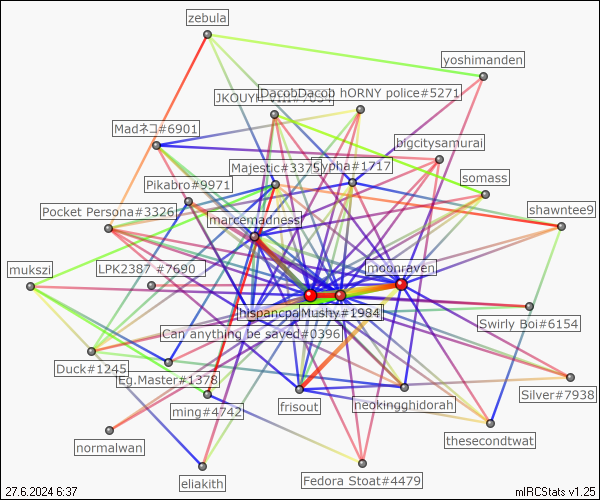 zebula
yoshimanden
DacobDacob hORNY police#5271
JKOUYH
Madネコ#6901
bigcitysamurai
Majestic#3375
ypha#1717
Pikabro#9971
somass
Pocket Persona#3326
marcemadness
shawntee9
mukszi
LPK2387 #7690
moonraven
Mushy#1984
Swirly Boi#6154
Can anything be saved#0396
Duck#1245
Eg.Master#1378
Silver#7938
ming#4742
frisout
neokingghidorah
normalwan
thesecondtwat
eliakith
Fedora Stoat#4479
27.6.2024 6:37
mIRCStats v1.25